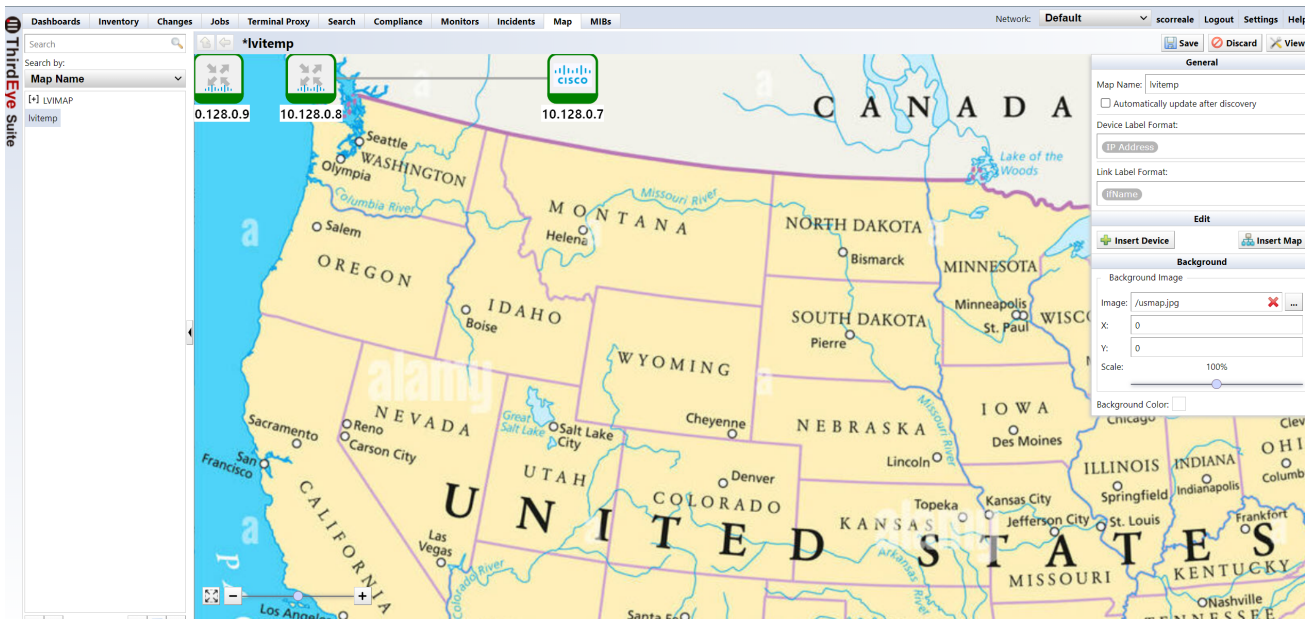 Dashboards Inventory Changes Jobs Terminal Proxy Search Compliance Monitors Incidents Map MIBs
Network: Default scorreale Logout Settings Help
ThirdEye Suite
Search
Search by:
Map Name
[+] LVIMAP
lvitemp
*lvitemp
Save Discard View
General
Map Name: lvitemp
Automatically update after discovery
Device Label Format:
IP Address
Link Label Format:
ifName
Edit
Insert Device Insert Map
Background
Background Image
Image: /usmap.jpg ...
X: 0
Y: 0
Scale: 100%
Background Color:
CISCO
0.128.0.9 10.128.0.8 10.128.0.7
CANADA
Lake of the
Woods
Seattle
WASHINGTON
Olympia
Columbia River
Missouri River
MONTANA
Helena
NORTH DAKOTA
Bismarck
MINNESOTA
Minneapolis
St. Paul
WISC
Salem
OREGON
IDAHO
Boise
SOUTH DAKOTA
Pierre
WYOMING
alamy
a
NEVADA
Reno
Carson City
Sacramento
San
Francisco
CALIFORNIA
Great
Salt Lake
Salt Lake
City
UTAH
Cheyenne
NEBRASKA
Lincoln
Missouri River
IOWA
Des Moines
Chicago
ILLINOIS
Springfield
INDIANA
Indianapolis
OHI
Columb
Clev
Denver
COLORADO
UNITED STATES
Topeka
KANSAS
Kansas City
Jefferson City
St. Louis
MISSOURI
Frankfort
KENTUCKY
Arkansas River
Las
Vegas
Colorado River
P
Los Angele
Santa Fe
Nashville
TENNESSEE